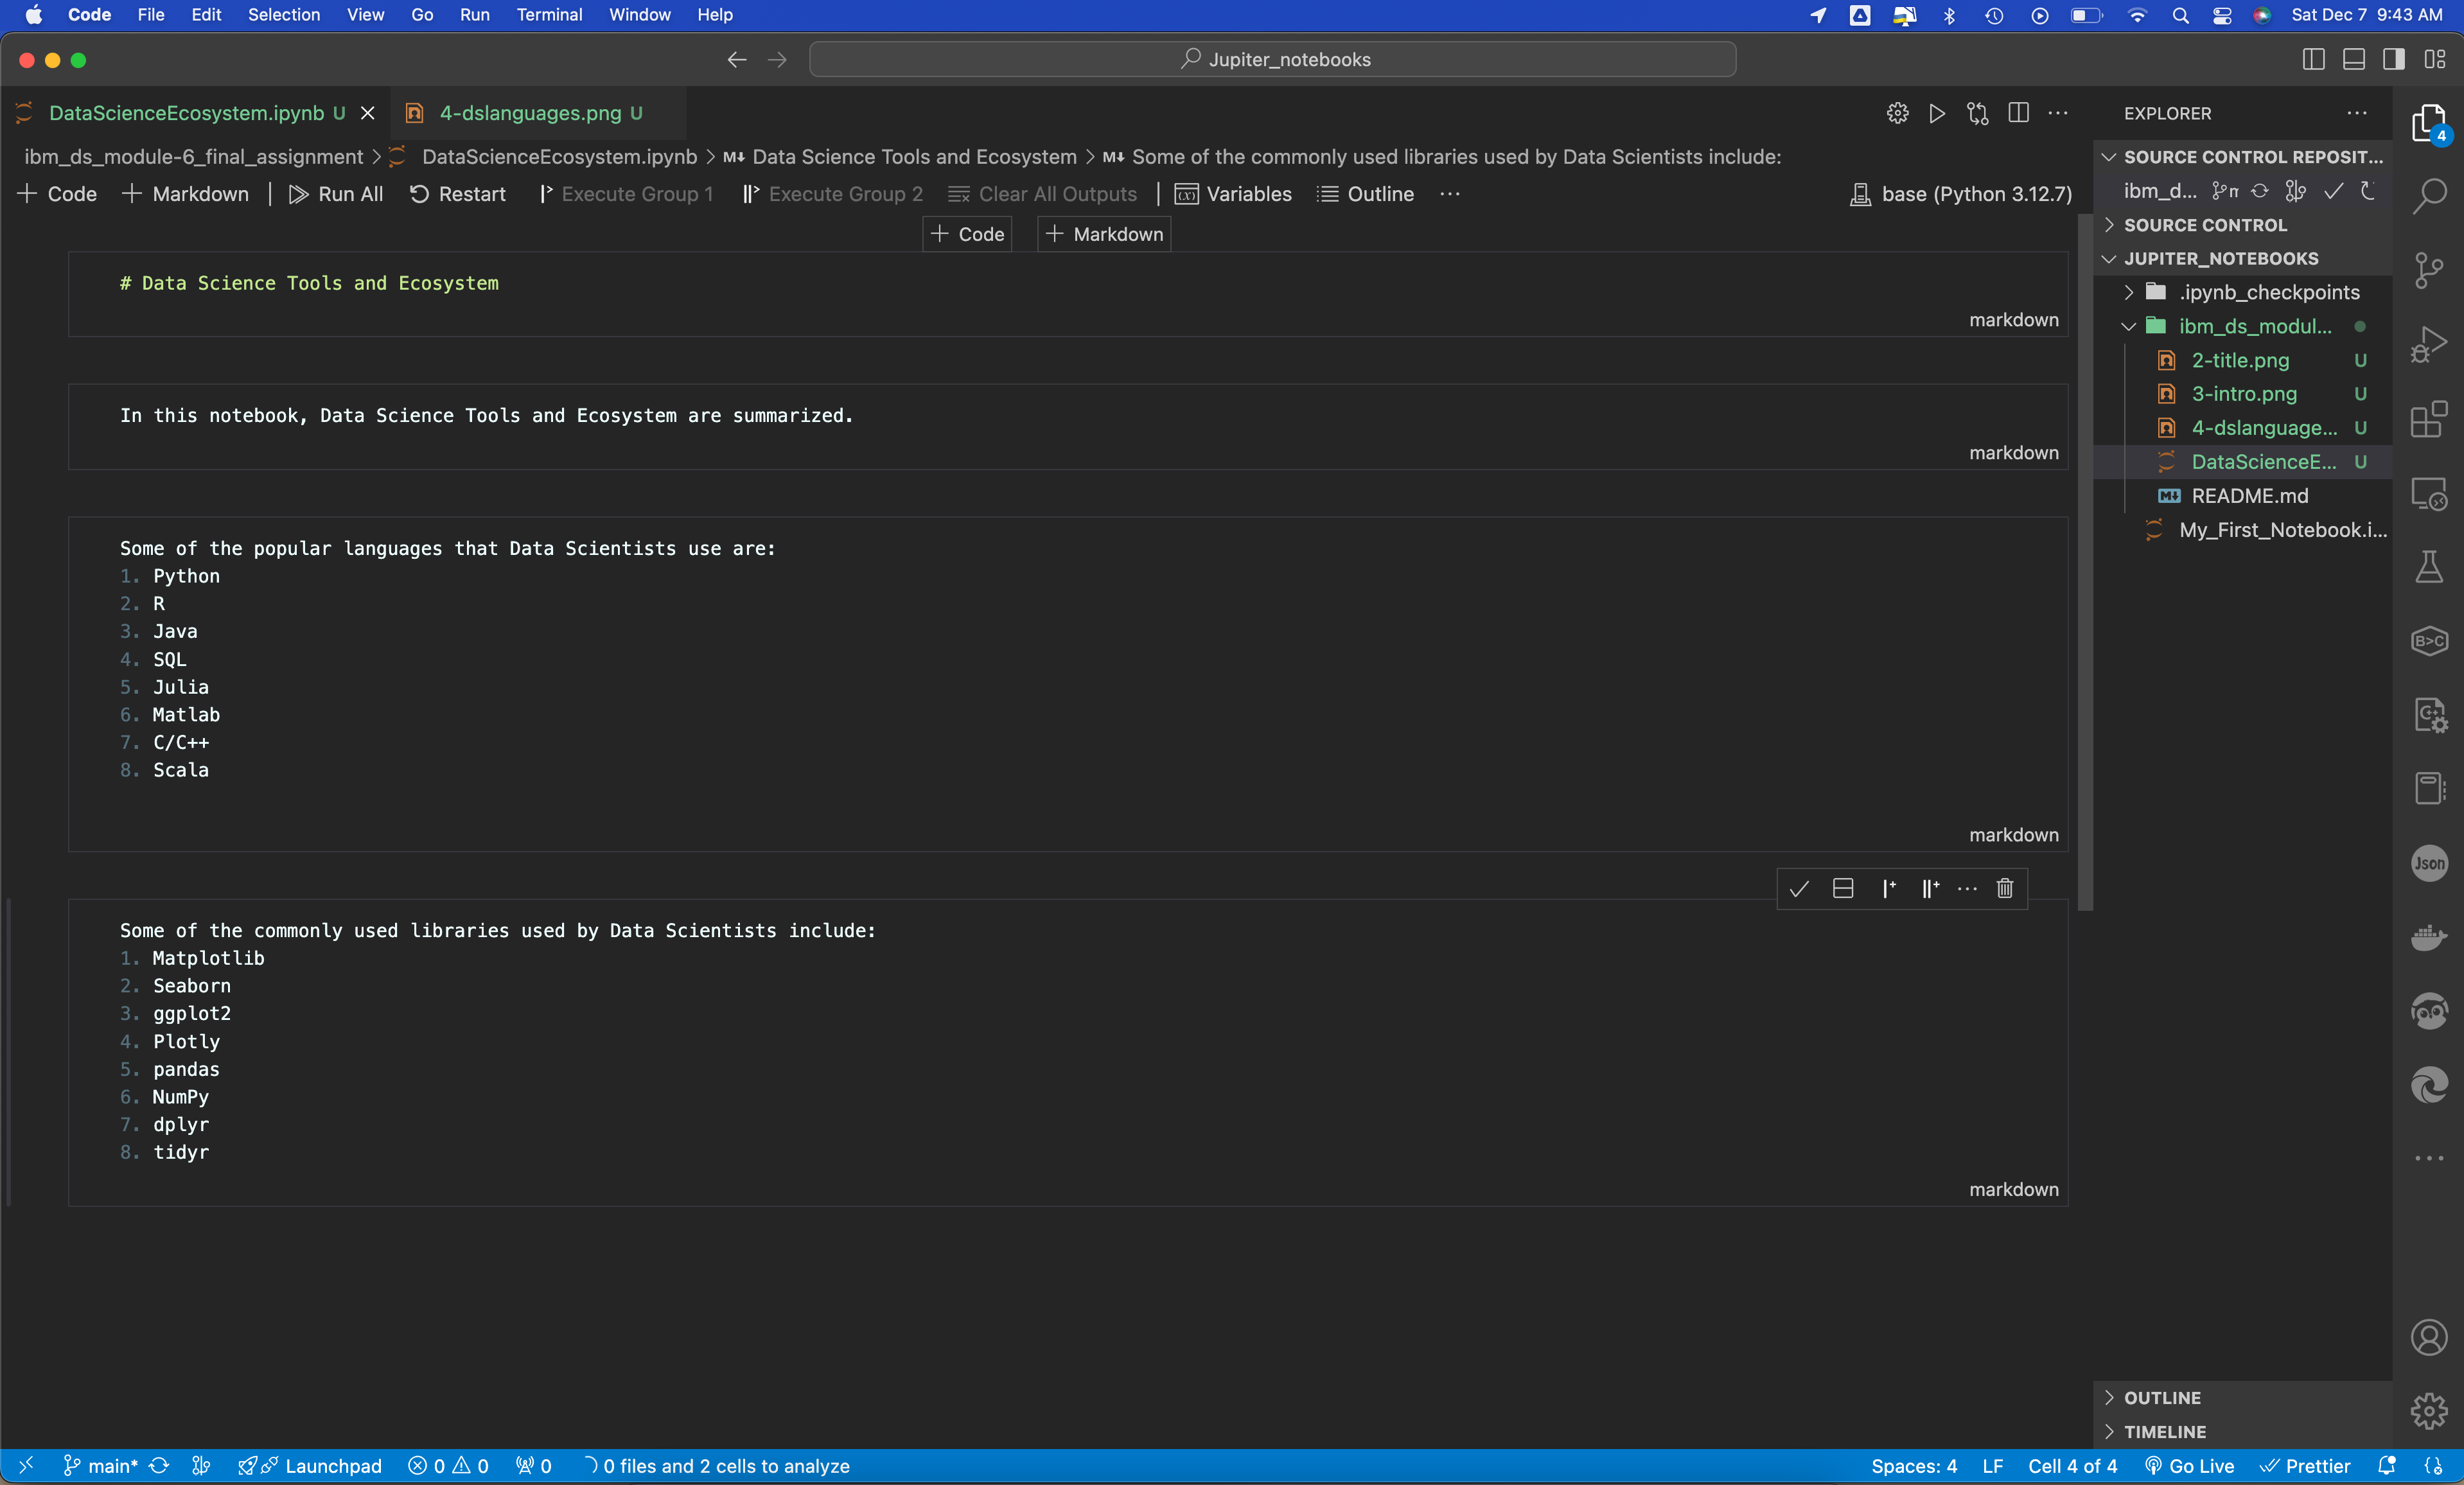 Code File Edit Selection View Go Run Terminal Window Help Sat Dec 7 9:43 AM
Jupiter_notebooks
DataScienceEcosystem.ipynb U 4-dslanguages.png U
ibm_ds_module-6_final_assignment > DataScienceEcosystem.ipynb > M↓ Data Science Tools and Ecosystem > M↓ Some of the commonly used libraries used by Data Scientists include:
+ Code + Markdown | Run All Restart Execute Group 1 Execute Group 2 Clear All Outputs | Variables Outline ... base (Python 3.12.7)
+ Code + Markdown
# Data Science Tools and Ecosystem
markdown
In this notebook, Data Science Tools and Ecosystem are summarized.
markdown
Some of the popular languages that Data Scientists use are:
1. Python
2. R
3. Java
4. SQL
5. Julia
6. Matlab
7. C/C++
8. Scala
markdown
Some of the commonly used libraries used by Data Scientists include:
1. Matplotlib
2. Seaborn
3. ggplot2
4. Plotly
5. pandas
6. NumPy
7. dplyr
8. tidyr
markdown
EXPLORER
SOURCE CONTROL REPOSIT...
ibm_d...
SOURCE CONTROL
JUPITER_NOTEBOOKS
.ipynb_checkpoints
ibm_ds_modul...
2-title.png U
3-intro.png U
4-dslanguage... U
DataScienceE... U
README.md
My_First_Notebook.i...
OUTLINE
TIMELINE
4
B>C
C++
Json
main* Launchpad 0 0 0 0 files and 2 cells to analyze Spaces: 4 LF Cell 4 of 4 Go Live Prettier